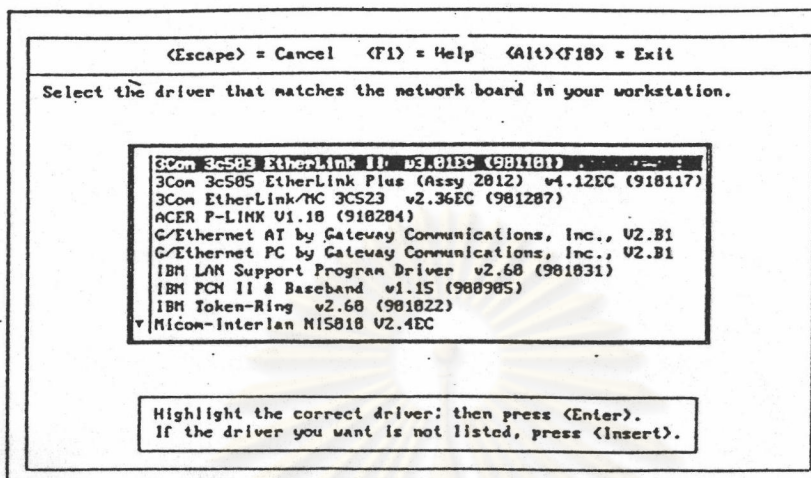 <Escape> = Cancel <F1> = Help <Alt><F10> = Exit
Select the driver that matches the network board in your workstation.
3Com 3c503 EtherLink II v3.01EC (901101)
3Com 3c505 EtherLink Plus (Assy 2012) v4.12EC (910117)
3Com EtherLink/MC 3C523 v2.36EC (901207)
ACER P-LINK V1.10 (910204)
G/Ethernet AT by Gateway Communications, Inc., V2.B1
G/Ethernet PC by Gateway Communications, Inc., V2.B1
IBM LAN Support Program Driver v2.60 (901031)
IBM PCN II & Baseband v1.15 (900905)
IBM Token-Ring v2.60 (901022)
▾ Micom-Interlan NI5010 V2.4EC
Highlight the correct driver: then press <Enter>.
If the driver you want is not listed, press <Insert>.